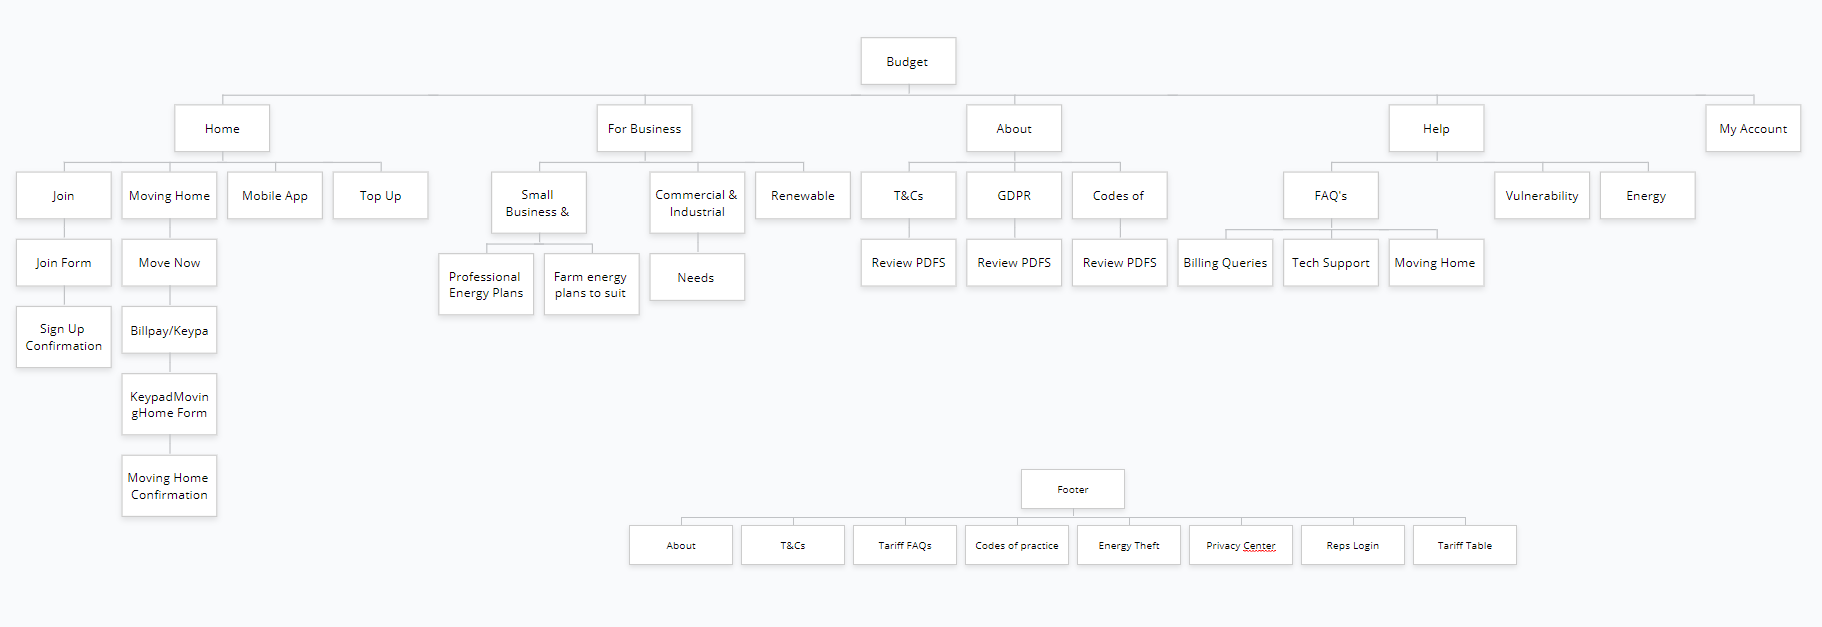 Budget
Home
For Business
About
Help
My Account
Join
Moving Home
Mobile App
Top Up
Small
Business &
Commercial &
Industrial
Renewable
T&Cs
GDPR
Codes of
FAQ's
Vulnerability
Energy
Join Form
Move Now
Professional
Energy Plans
Farm energy
plans to suit
Needs
Review PDFS
Review PDFS
Review PDFS
Billing Queries
Tech Support
Moving Home
Sign Up
Confirmation
Billpay/Keypa
KeypadMovin
gHome Form
Moving Home
Confirmation
Footer
About
T&Cs
Tariff FAQs
Codes of practice
Energy Theft
Privacy Center
Reps Login
Tariff Table